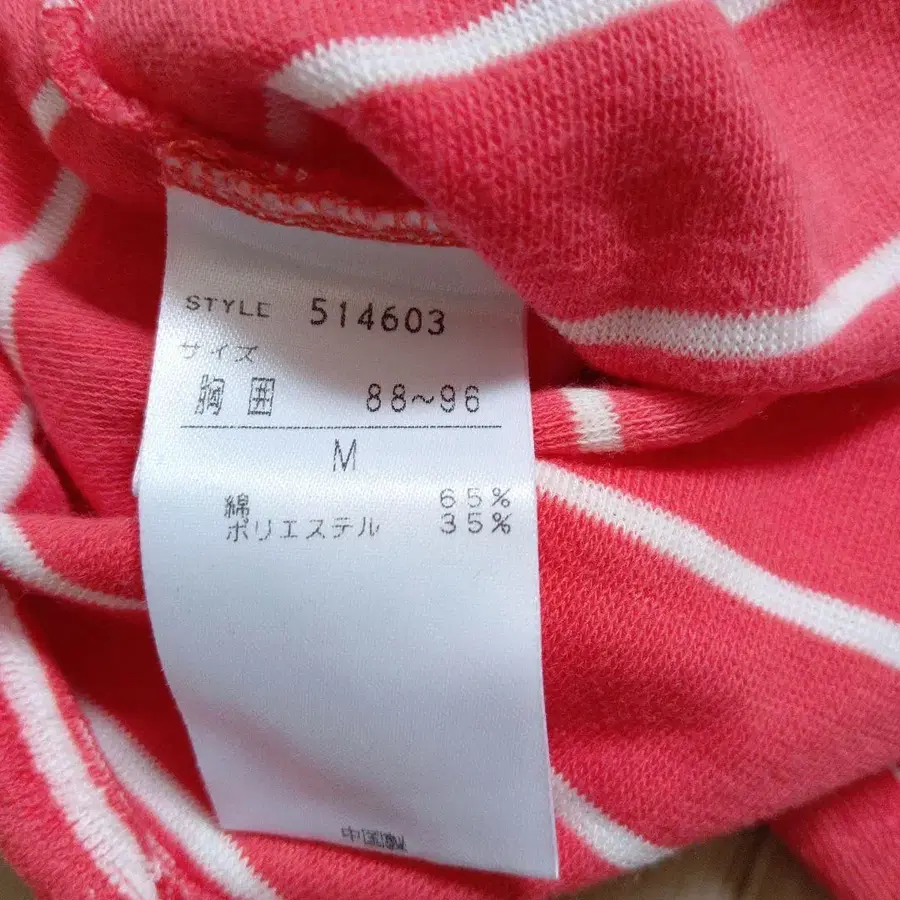 STYLE 514603
サイズ
胸囲 88〜96
M
綿 65%
ポリエステル 35%
中国製